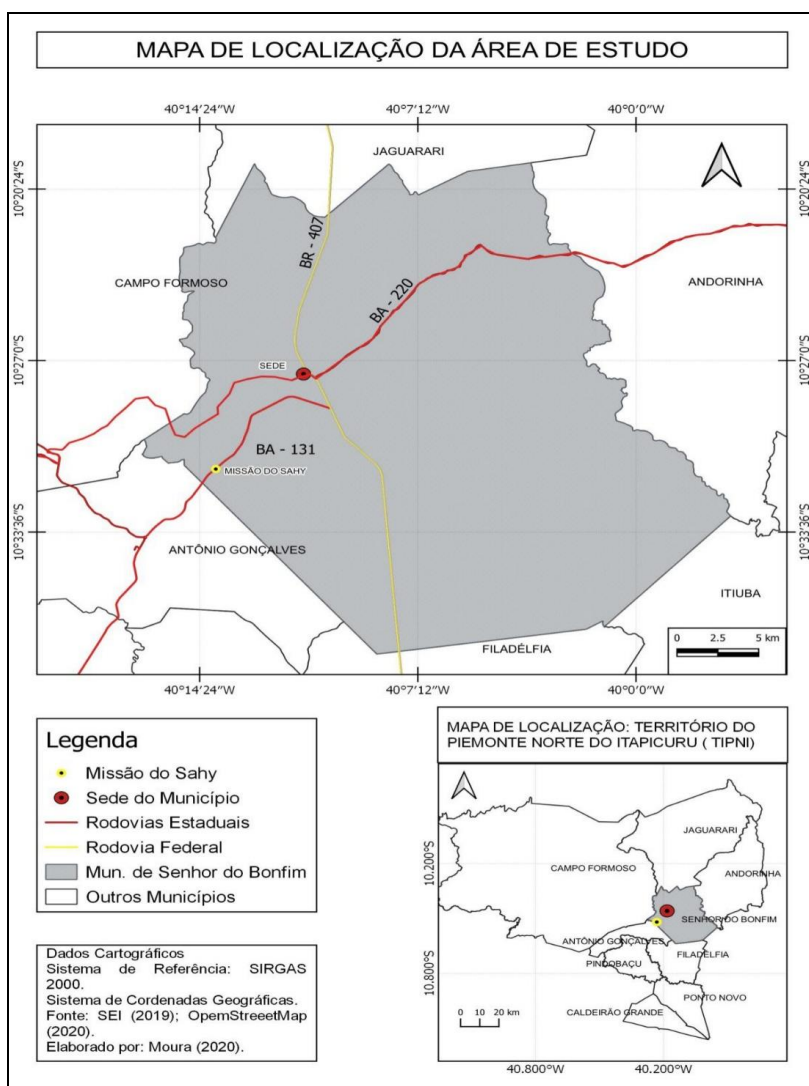 MAPA DE LOCALIZAÇÃO DA ÁREA DE ESTUDO
40°14'24"W 40°7'12"W 40°0'0"W
JAGUARARI
10°20'24"S 10°20'24"S
BR - 407
CAMPO FORMOSO
BA - 220
ANDORINHA
10°27'0"S 10°27'0"S
SEDE
BA - 131
MISSÃO DO SAHY
10°33'36"S 10°33'36"S
ANTÔNIO GONÇALVES
ITIUBA
FILADÉLFIA
0 2.5 5 km
40°14'24"W 40°7'12"W 40°0'0"W
Legenda
Missão do Sahy
Sede do Município
Rodovias Estaduais
Rodovia Federal
Mun. de Senhor do Bonfim
Outros Municípios
Dados Cartográficos
Sistema de Referência: SIRGAS
2000.
Sistema de Cordenadas Geográficas.
Fonte: SEI (2019); OpemStreeetMap
(2020).
Elaborado por: Moura (2020).
MAPA DE LOCALIZAÇÃO: TERRITÓRIO DO
PIEMONTE NORTE DO ITAPICURU ( TIPNI)
JAGUARARI
10.200°S
CAMPO FORMOSO
ANDORINHA
SENHOR DO BONFIM
ANTÔNIO GONÇALVES
FILADÉLFIA
PINDOBAÇU
10.800°S
PONTO NOVO
CALDEIRÃO GRANDE
0 10 20 km
40.800°W 40.200°W